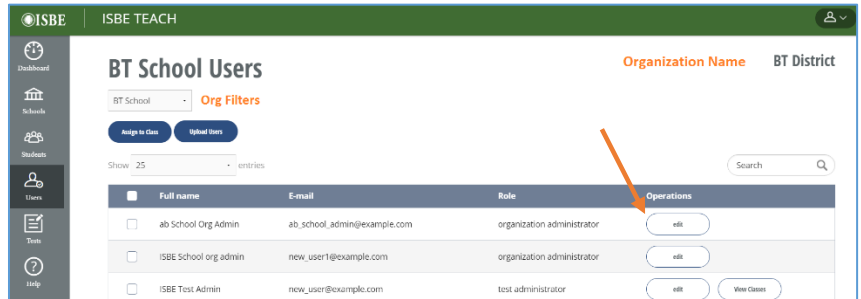 ISBE ISBE TEACH
Dashboard
Schools
Students
Users
Tests
Help
BT School Users
Organization Name BT District
BT School Org Filters
Assign to Class Upload Users
Show 25 entries Search
Full name E-mail Role Operations
ab School Org Admin ab_school_admin@example.com organization administrator edit
ISBE School org admin new_user1@example.com organization administrator edit
ISBE Test Admin new_user@example.com test administrator edit View Classes